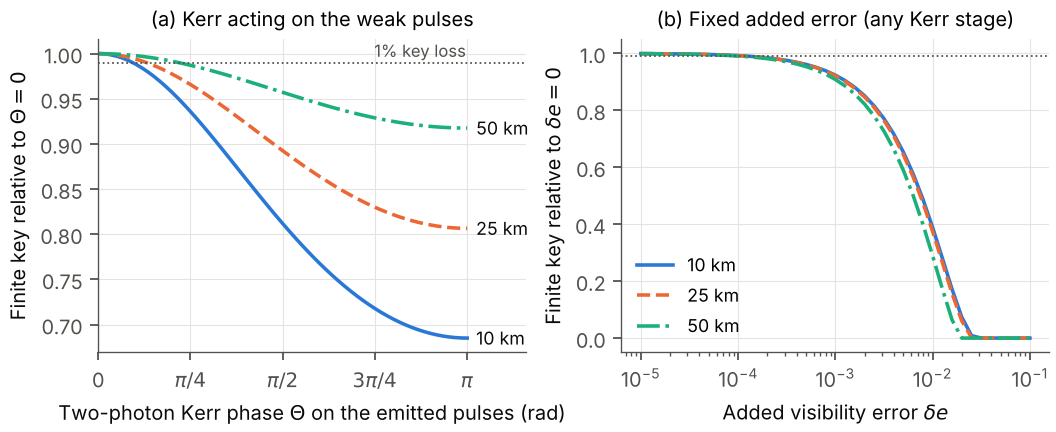 (a) Kerr acting on the weak pulses
Finite key relative to Θ = 0
1.00
0.95
0.90
0.85
0.80
0.75
0.70
1% key loss
50 km
25 km
10 km
0
π/4
π/2
3π/4
π
Two-photon Kerr phase Θ on the emitted pulses (rad)
(b) Fixed added error (any Kerr stage)
Finite key relative to δe = 0
1.0
0.8
0.6
0.4
0.2
0.0
10 km
25 km
50 km
10⁻⁵
10⁻⁴
10⁻³
10⁻²
10⁻¹
Added visibility error δe